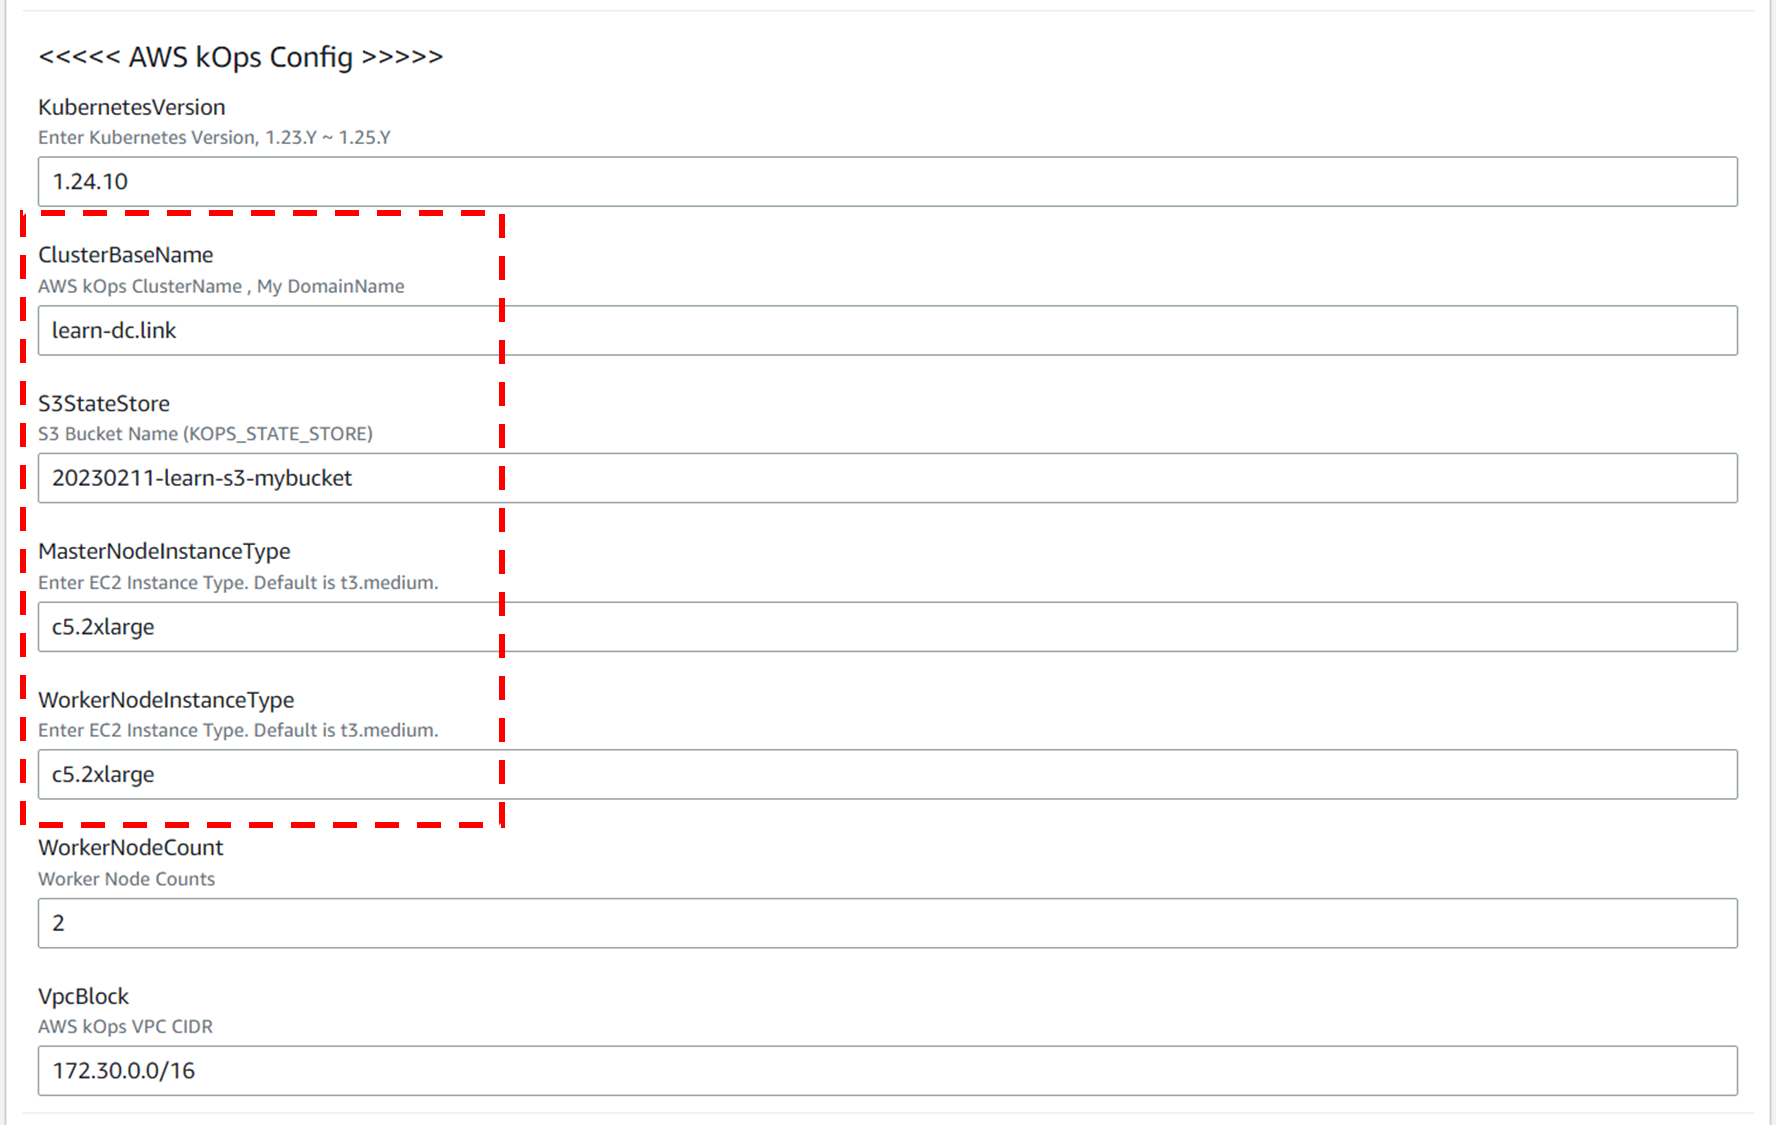 <<<<< AWS kOps Config >>>>>
KubernetesVersion
Enter Kubernetes Version, 1.23.Y ~ 1.25.Y
1.24.10
ClusterBaseName
AWS kOps ClusterName , My DomainName
learn-dc.link
S3StateStore
S3 Bucket Name (KOPS_STATE_STORE)
20230211-learn-s3-mybucket
MasterNodeInstanceType
Enter EC2 Instance Type. Default is t3.medium.
c5.2xlarge
WorkerNodeInstanceType
Enter EC2 Instance Type. Default is t3.medium.
c5.2xlarge
WorkerNodeCount
Worker Node Counts
2
VpcBlock
AWS kOps VPC CIDR
172.30.0.0/16